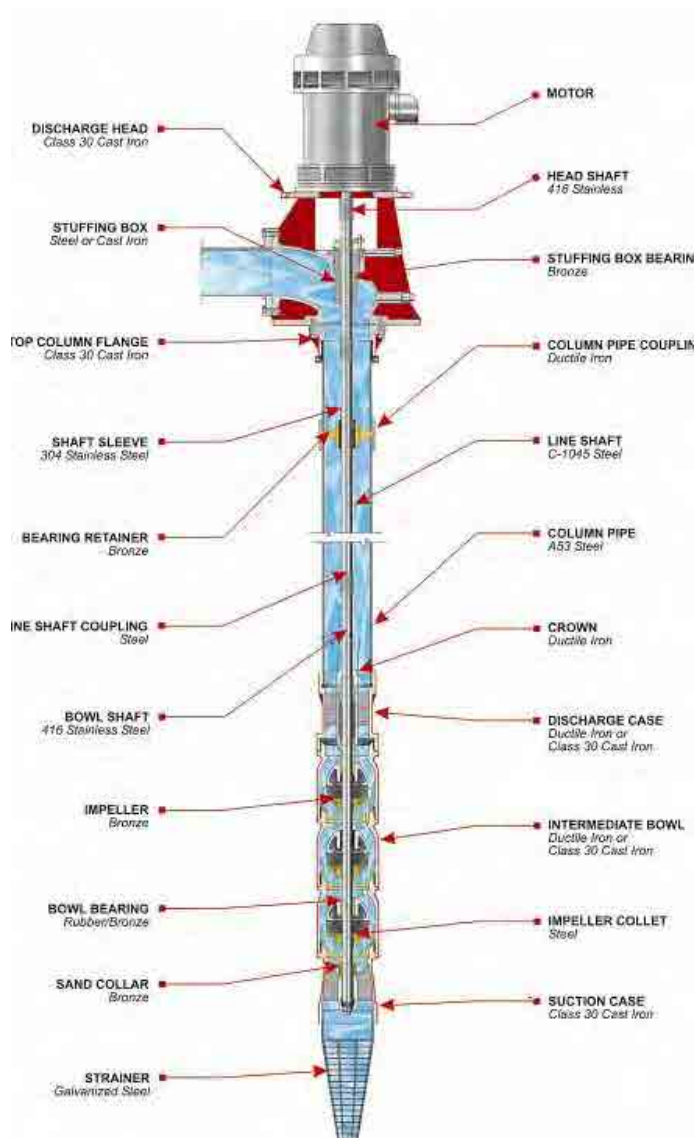 MOTOR
DISCHARGE HEAD
Class 30 Cast Iron
HEAD SHAFT
416 Stainless
STUFFING BOX
Steel or Cast Iron
STUFFING BOX BEARIN
Bronze
TOP COLUMN FLANGE
Class 30 Cast Iron
COLUMN PIPE COUPLIN
Ductile Iron
SHAFT SLEEVE
304 Stainless Steel
LINE SHAFT
C-1045 Steel
BEARING RETAINER
Bronze
COLUMN PIPE
A53 Steel
INE SHAFT COUPLING
Steel
CROWN
Ductile Iron
BOWL SHAFT
416 Stainless Steel
DISCHARGE CASE
Ductile Iron or
Class 30 Cast Iron
IMPELLER
Bronze
INTERMEDIATE BOWL
Ductile Iron or
Class 30 Cast Iron
BOWL BEARING
Rubber/Bronze
IMPELLER COLLET
Steel
SAND COLLAR
Bronze
SUCTION CASE
Class 30 Cast Iron
STRAINER
Galvanized Steel